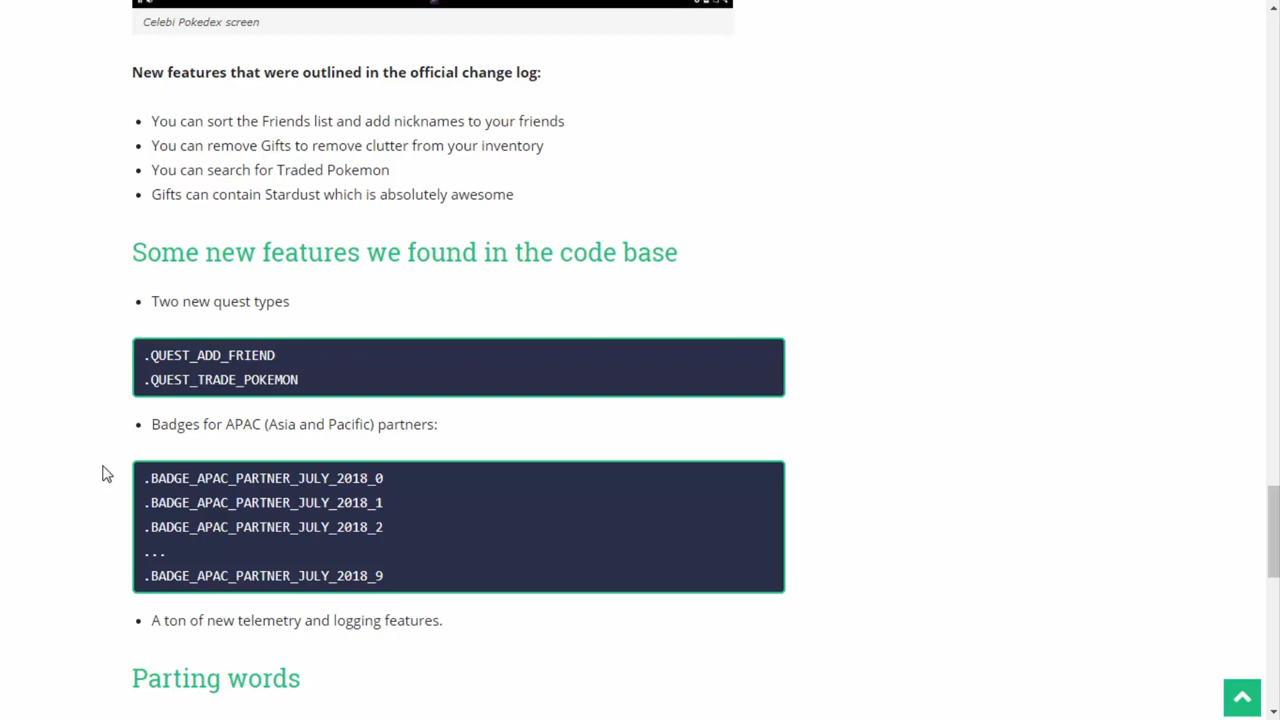 Celebi Pokedex screen
New features that were outlined in the official change log:
You can sort the Friends list and add nicknames to your friends
You can remove Gifts to remove clutter from your inventory
You can search for Traded Pokemon
Gifts can contain Stardust which is absolutely awesome
Some new features we found in the code base
Two new quest types
.QUEST_ADD_FRIEND
.QUEST_TRADE_POKEMON
Badges for APAC (Asia and Pacific) partners:
.BADGE_APAC_PARTNER_JULY_2018_0
.BADGE_APAC_PARTNER_JULY_2018_1
.BADGE_APAC_PARTNER_JULY_2018_2
...
.BADGE_APAC_PARTNER_JULY_2018_9
A ton of new telemetry and logging features.
Parting words